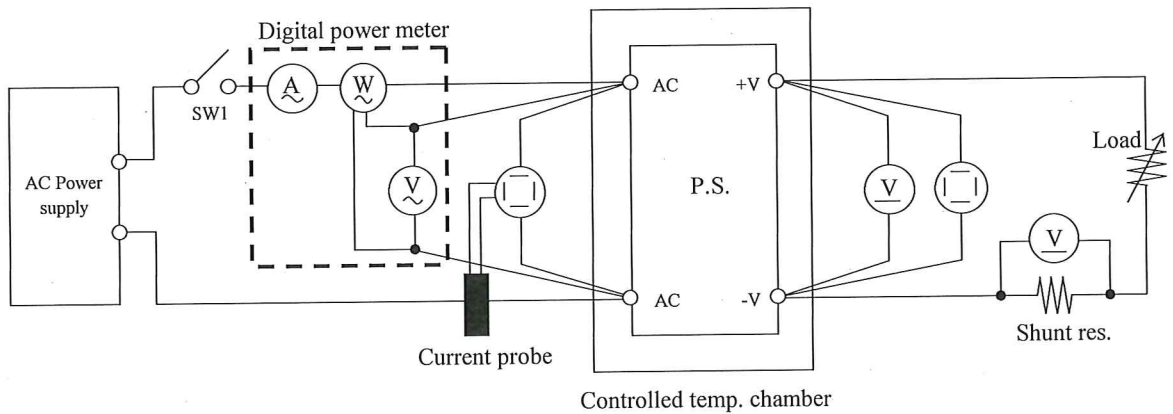 Digital power meter
A
W
SW1
AC
+V
Load
AC Power
supply
V
P.S.
V
V
AC
-V
Shunt res.
Current probe
Controlled temp. chamber